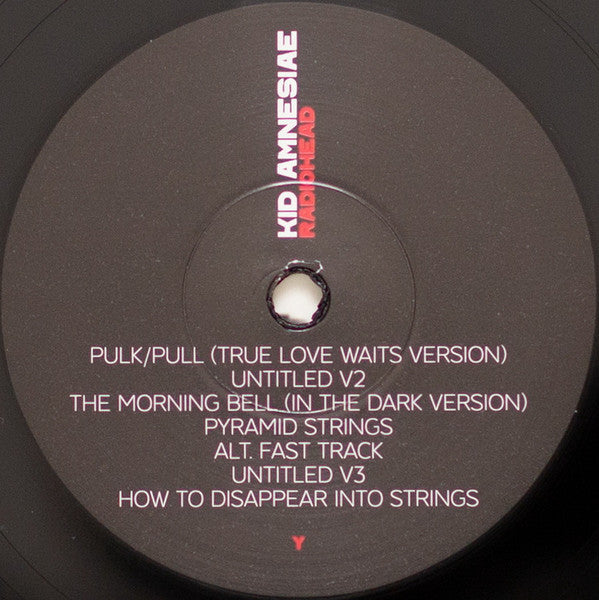 KID AMNESIAE
RADIOHEAD
PULK/PULL (TRUE LOVE WAITS VERSION)
UNTITLED V2
THE MORNING BELL (IN THE DARK VERSION)
PYRAMID STRINGS
ALT. FAST TRACK
UNTITLED V3
HOW TO DISAPPEAR INTO STRINGS
Y